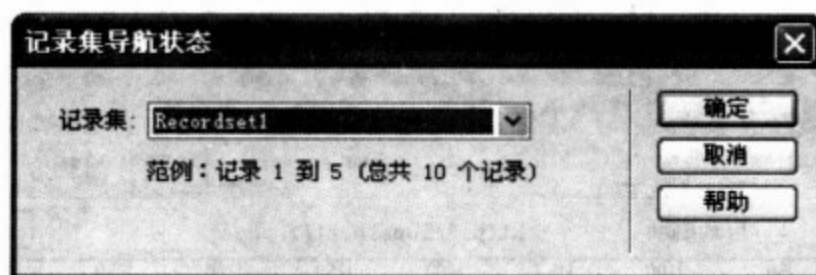 记录集导航状态
记录集: Recordset1
范例：记录 1 到 5 (总共 10 个记录)
确定
取消
帮助